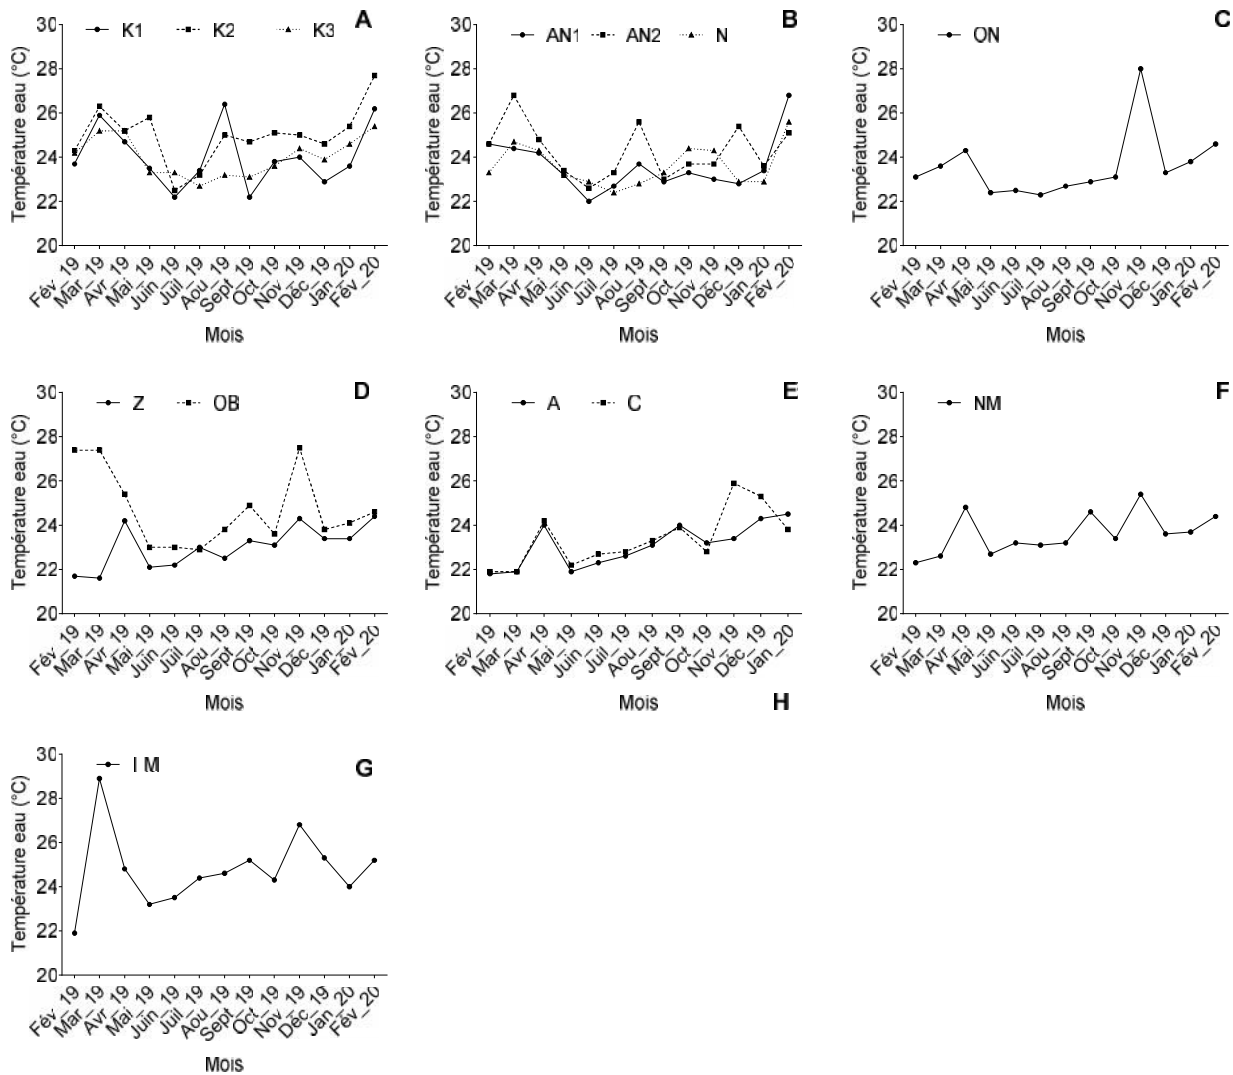 A
K1 K2 K3
Température eau (°C)
30
28
26
24
22
20
Fév_19 Mar_19 Avr_19 Mai_19 Juin_19 Juil_19 Aou_19 Sept_19 Oct_19 Nov_19 Déc_19 Jan_20 Fév_20
Mois
B
AN1 AN2 N
Température eau (°C)
30
28
26
24
22
20
Fév_19 Mar_19 Avr_19 Mai_19 Juin_19 Juil_19 Aou_19 Sept_19 Oct_19 Nov_19 Déc_19 Jan_20 Fév_20
Mois
C
ON
Température eau (°C)
30
28
26
24
22
20
Fév_19 Mar_19 Avr_19 Mai_19 Juin_19 Juil_19 Aou_19 Sept_19 Oct_19 Nov_19 Déc_19 Jan_20 Fév_20
Mois
D
Z OB
Température eau (°C)
30
28
26
24
22
20
Fév_19 Mar_19 Avr_19 Mai_19 Juin_19 Juil_19 Aou_19 Sept_19 Oct_19 Nov_19 Déc_19 Jan_20 Fév_20
Mois
E
A C
Température eau (°C)
30
28
26
24
22
20
Fév_19 Mar_19 Avr_19 Mai_19 Juin_19 Juil_19 Aou_19 Sept_19 Oct_19 Nov_19 Déc_19 Jan_20
Mois
F
NM
Température eau (°C)
30
28
26
24
22
20
Fév_19 Mar_19 Avr_19 Mai_19 Juin_19 Juil_19 Aou_19 Sept_19 Oct_19 Nov_19 Déc_19 Jan_20 Fév_20
Mois
H
G
I M
Température eau (°C)
30
28
26
24
22
20
Fév_19 Mar_19 Avr_19 Mai_19 Juin_19 Juil_19 Aou_19 Sept_19 Oct_19 Nov_19 Déc_19 Jan_20 Fév_20
Mois